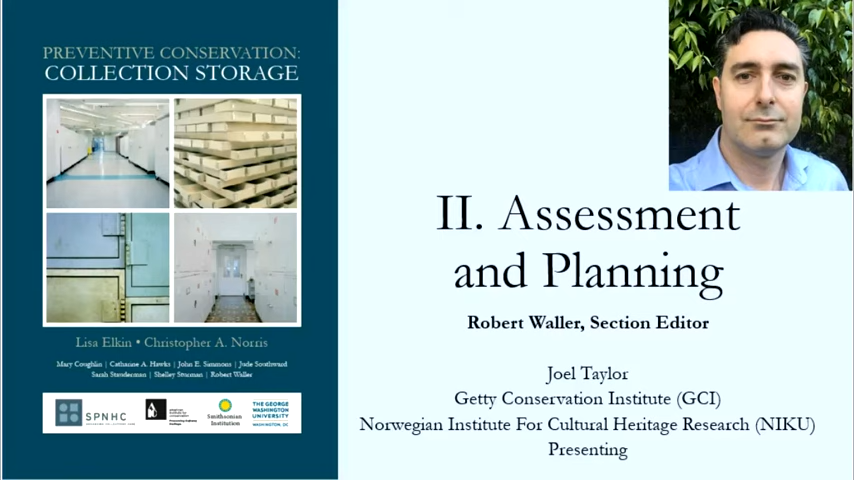 PREVENTIVE CONSERVATION:
COLLECTION STORAGE
Lisa Elkin • Christopher A. Norris
Mary Coughlin | Catharine A. Hawks | John E. Simmons | Jude Southward
Sarah Stauderman | Shelley Sturman | Robert Waller
SPNHC
Smithsonian
Institution
THE GEORGE
WASHINGTON
UNIVERSITY
WASHINGTON, DC
II. Assessment
and Planning
Robert Waller, Section Editor
Joel Taylor
Getty Conservation Institute (GCI)
Norwegian Institute For Cultural Heritage Research (NIKU)
Presenting